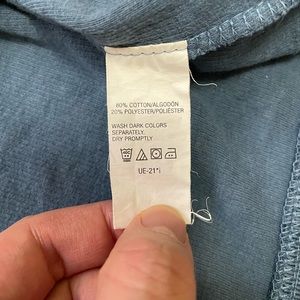 80% COTTON/ALGODÓN
20% POLYESTER/POLIÉSTER
WASH DARK COLORS
SEPARATELY.
DRY PROMPTLY
UE-21*i